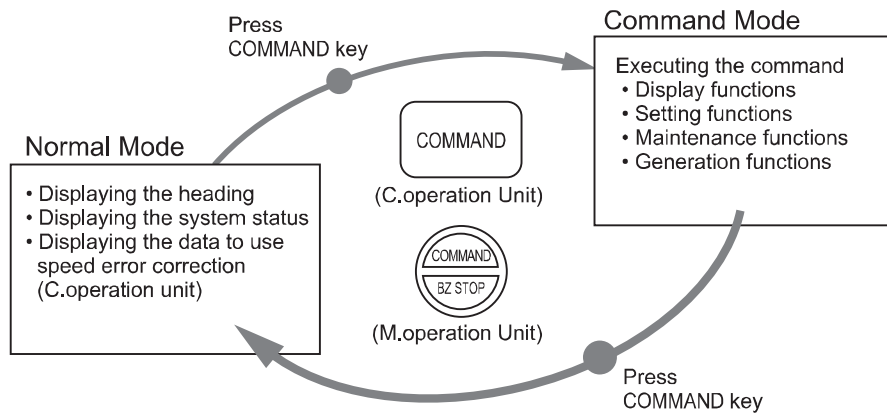 Press
COMMAND key
Command Mode
Executing the command
• Display functions
• Setting functions
• Maintenance functions
• Generation functions
Normal Mode
• Displaying the heading
• Displaying the system status
• Displaying the data to use
speed error correction
(C.operation unit)
COMMAND
(C.operation Unit)
COMMAND
BZ STOP
(M.operation Unit)
Press
COMMAND key